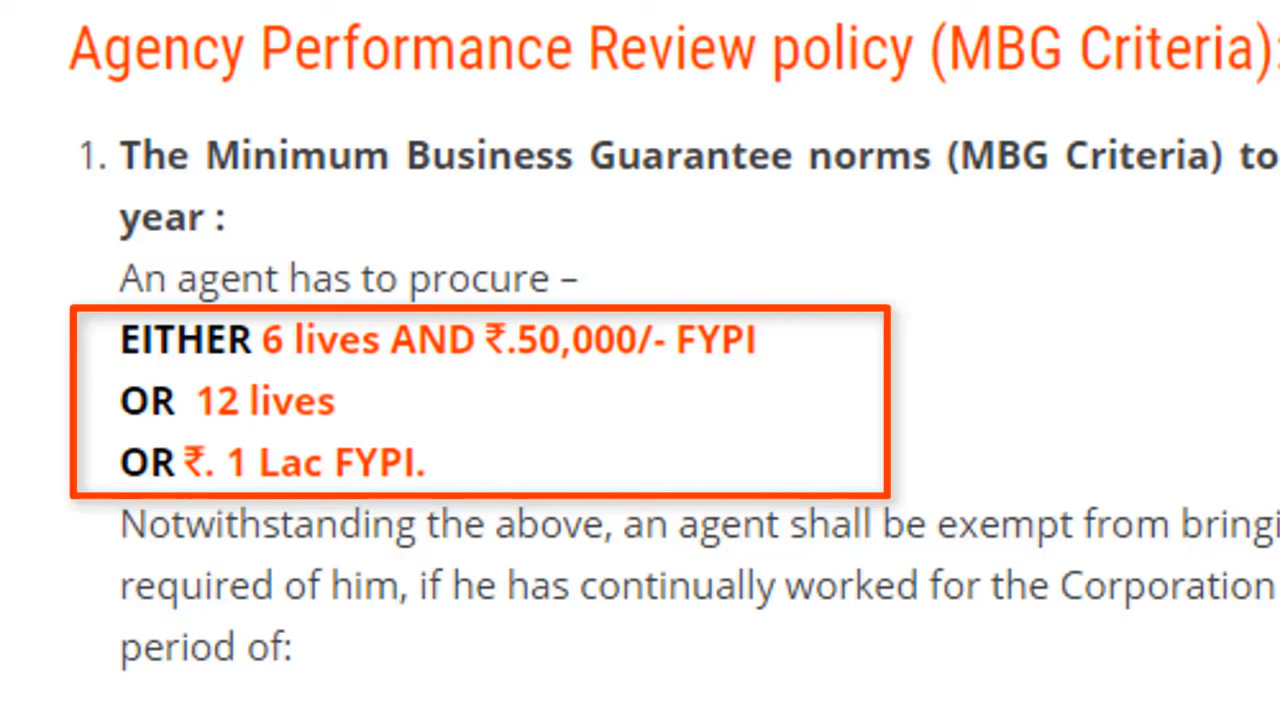 Agency Performance Review policy (MBG Criteria):
1. The Minimum Business Guarantee norms (MBG Criteria) to
year :
An agent has to procure –
EITHER 6 lives AND ₹.50,000/- FYPI
OR 12 lives
OR ₹. 1 Lac FYPI.
Notwithstanding the above, an agent shall be exempt from bringi
required of him, if he has continually worked for the Corporation
period of: